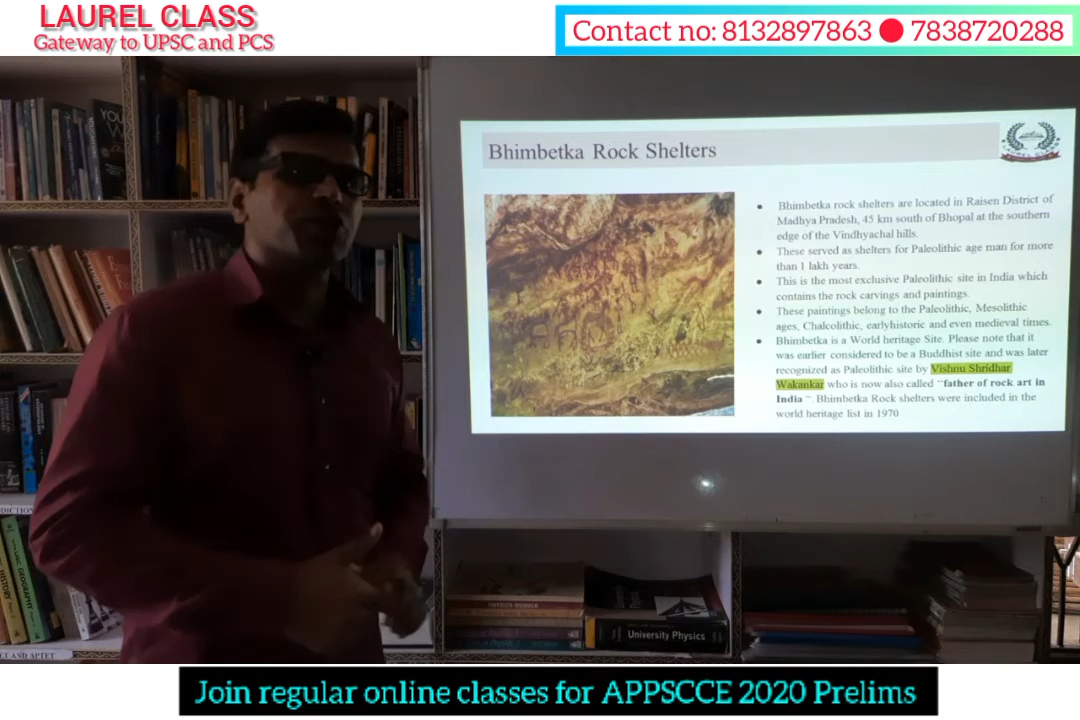 LAUREL CLASS
Gateway to UPSC and PCS
Contact no: 8132897863 🔴 7838720288
Bhimbetka Rock Shelters
LAUREL CLASS
• Bhimbetka rock shelters are located in Raisen District of
Madhya Pradesh, 45 km south of Bhopal at the southern
edge of the Vindhyachal hills.
• These served as shelters for Paleolithic age man for more
than 1 lakh years.
• This is the most exclusive Paleolithic site in India which
contains the rock carvings and paintings.
• These paintings belong to the Paleolithic, Mesolithic
ages, Chalcolithic, earlyhistoric and even medieval times.
• Bhimbetka is a World heritage Site. Please note that it
was earlier considered to be a Buddhist site and was later
recognized as Paleolithic site by Vishnu Shridhar
Wakankar who is now also called "father of rock art in
India ". Bhimbetka Rock shelters were included in the
world heritage list in 1970
YOU
HISTORY
GEOGRAPHY
University Physics
Join regular online classes for APPSCCE 2020 Prelims